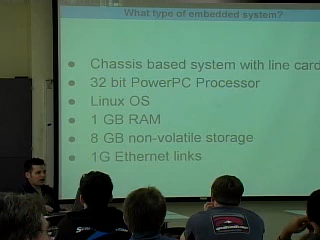 What type of embedded system?
● Chassis based system with line card
● 32 bit PowerPC Processor
● Linux OS
● 1 GB RAM
● 8 GB non-volatile storage
● 1G Ethernet links